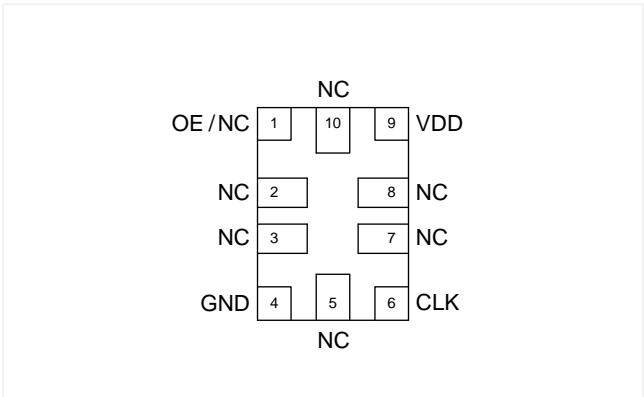 NC
OE / NC 1 10 9 VDD
NC 2 8 NC
NC 3 7 NC
GND 4 5 6 CLK
NC